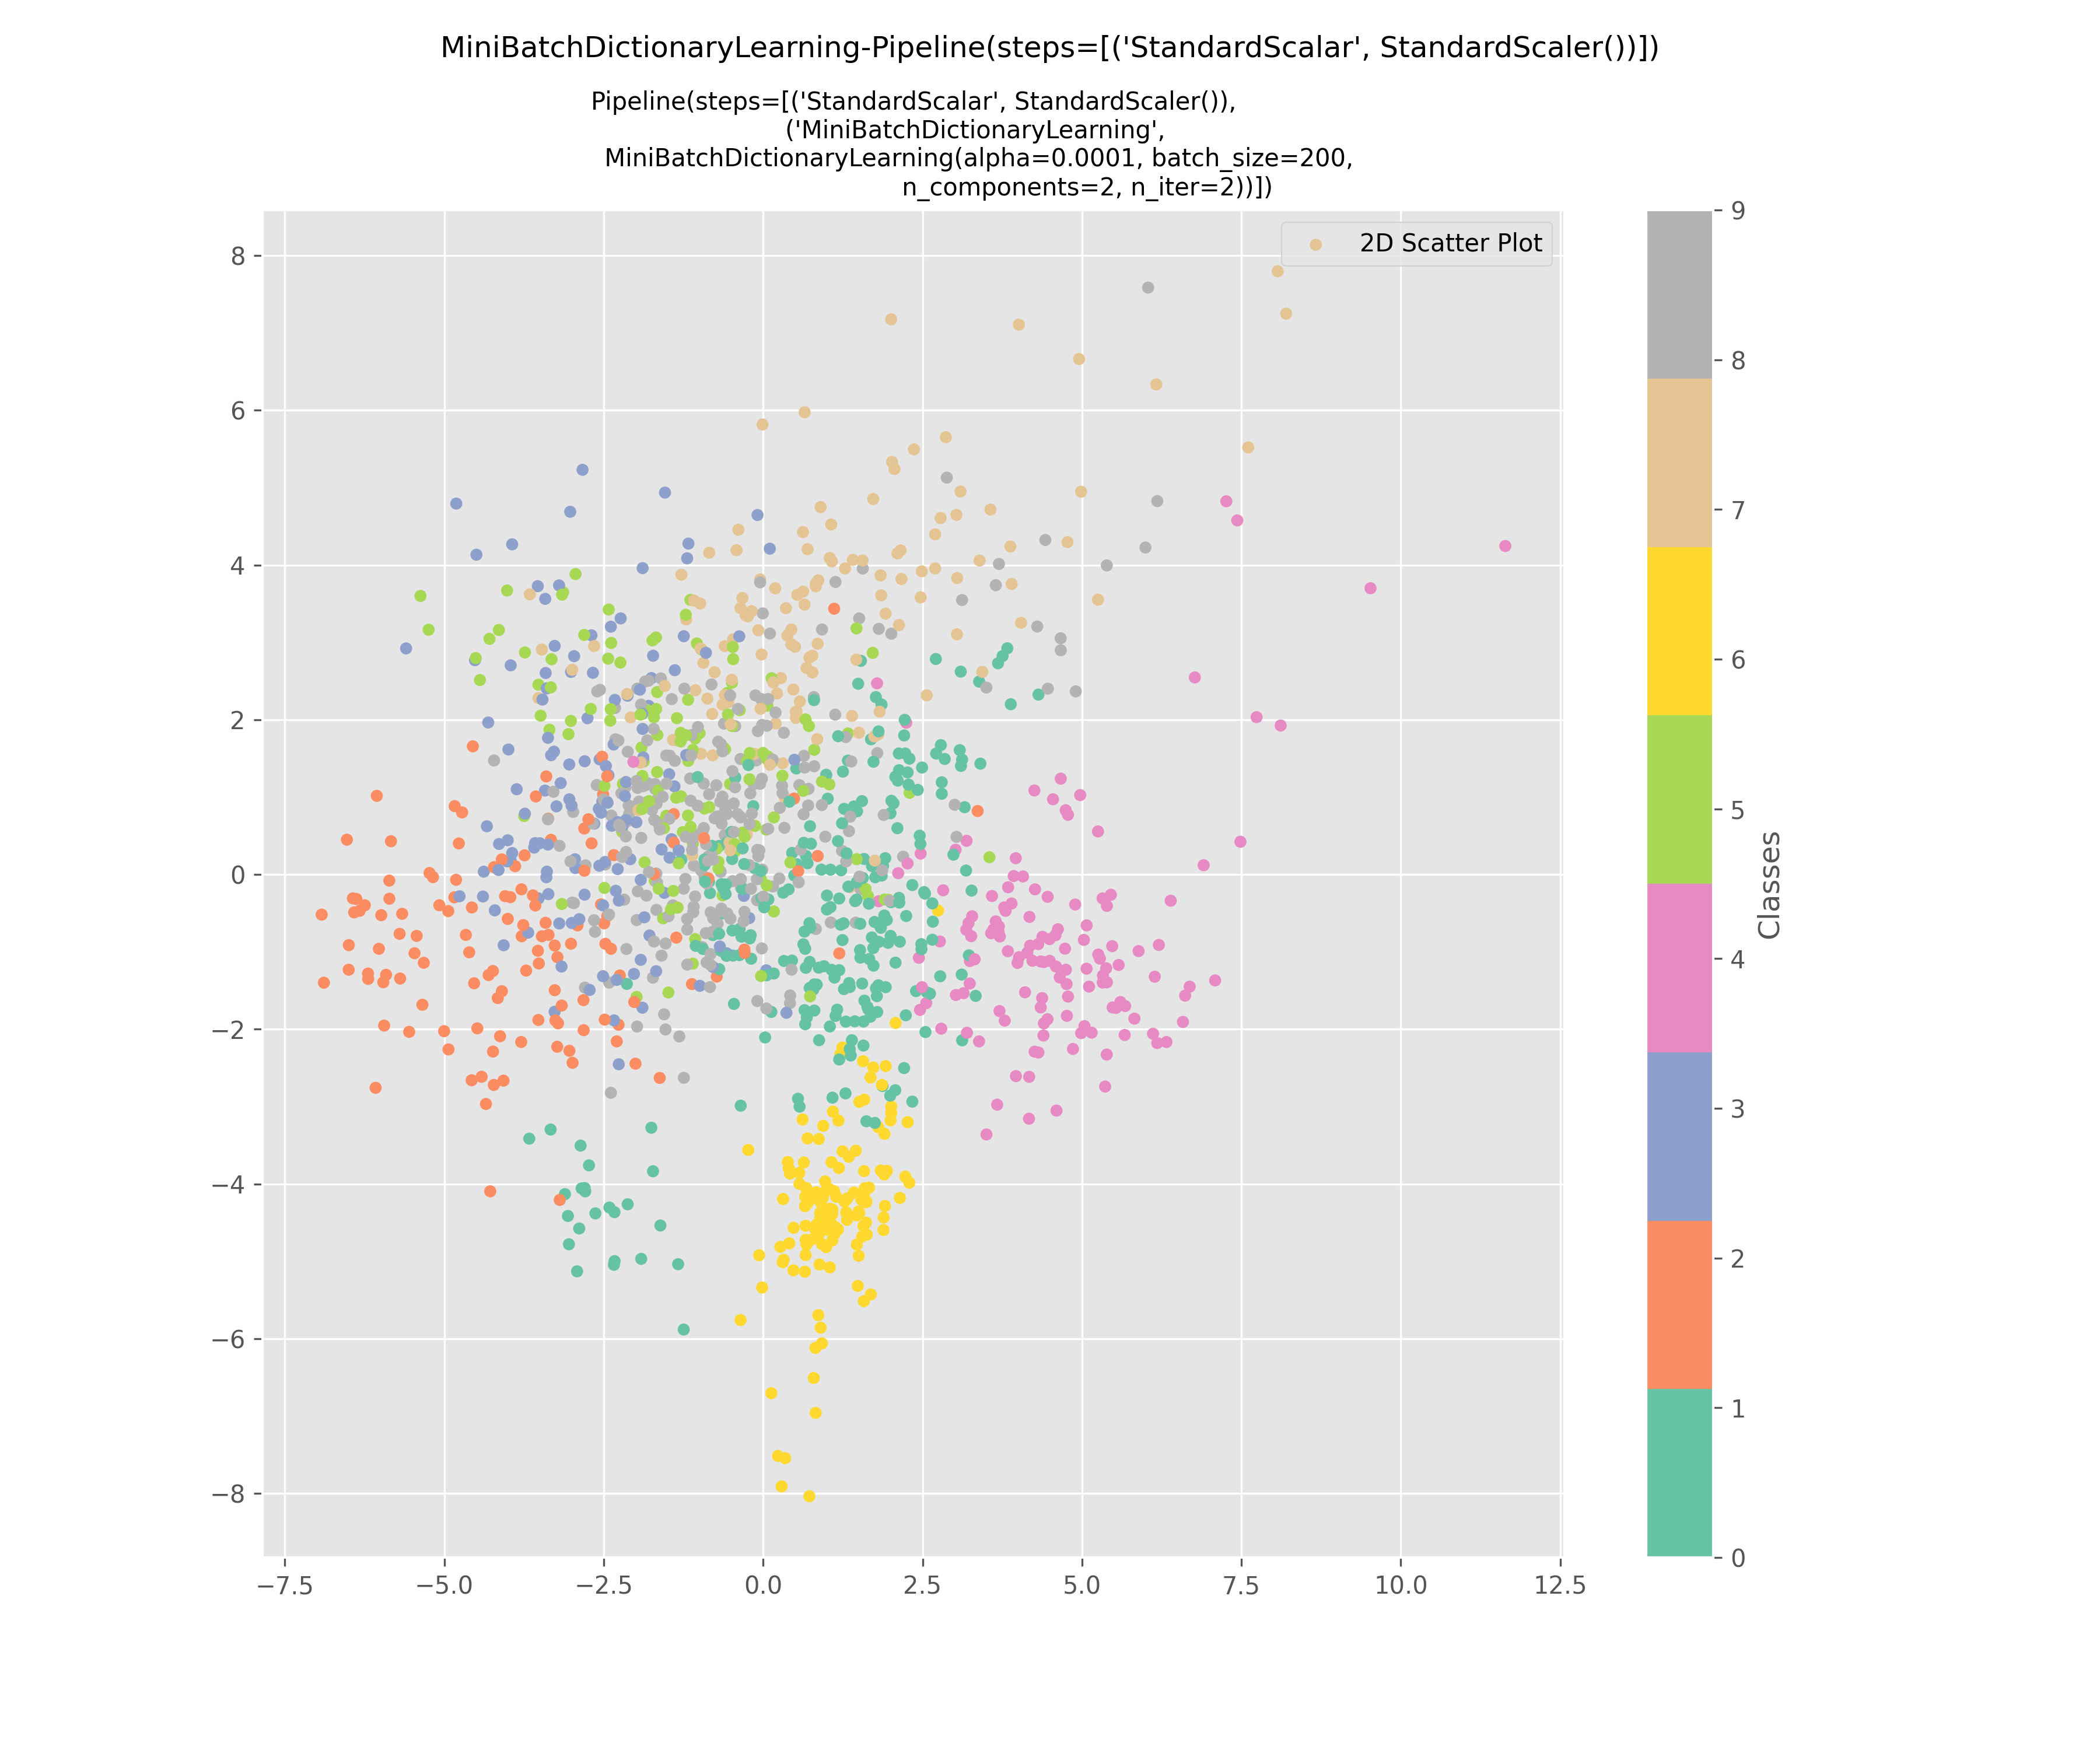 MiniBatchDictionaryLearning-Pipeline(steps=[('StandardScalar', StandardScaler())])
Pipeline(steps=[('StandardScalar', StandardScaler()),
('MiniBatchDictionaryLearning',
MiniBatchDictionaryLearning(alpha=0.0001, batch_size=200,
n_components=2, n_iter=2))])
2D Scatter Plot
8
6
4
2
0
−2
−4
−6
−8
−7.5 −5.0 −2.5 0.0 2.5 5.0 7.5 10.0 12.5
9
8
7
6
5
4
3
2
1
0
Classes